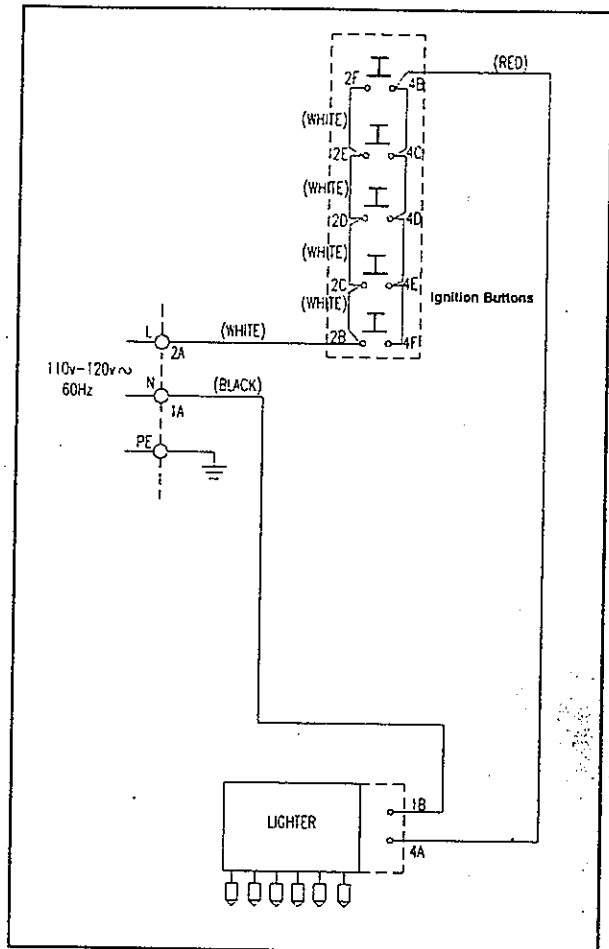 (RED)
2F 4B
(WHITE)
2E 4C
(WHITE)
2D 4D
(WHITE)
2C 4E
Ignition Buttons
(WHITE)
2B 4F
L (WHITE)
2A
110v-120v~
60Hz
N (BLACK)
1A
PE
1B
LIGHTER
4A